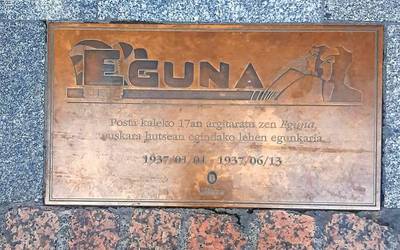 EGUNA
Posta kaleko 17an argitaratu zen Eguna,
euskara hutsean egindako lehen egunkaria.
1937/01/01 - 1937/06/13